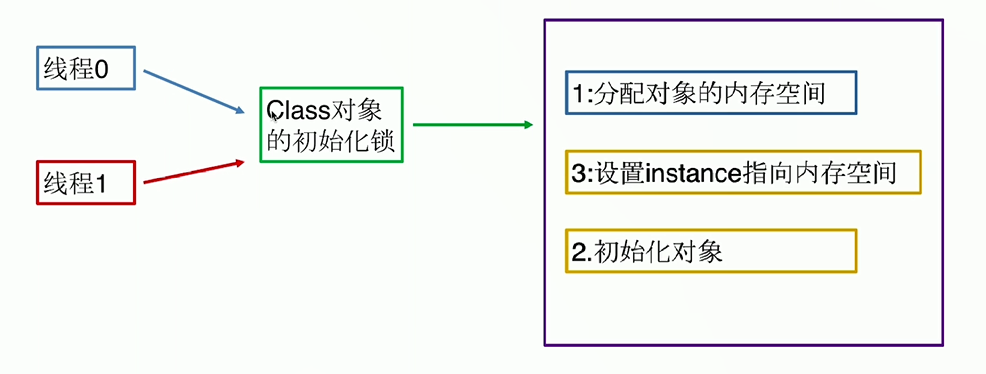 线程0
线程1
Class对象
的初始化锁
1:分配对象的内存空间
3:设置instance指向内存空间
2.初始化对象